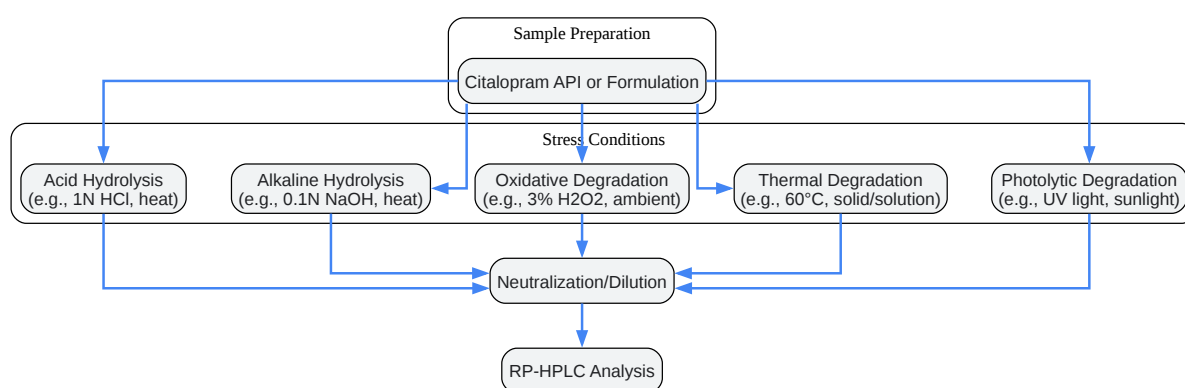 Sample Preparation
Citalopram API or Formulation
Stress Conditions
Acid Hydrolysis
(e.g., 1N HCl, heat)
Alkaline Hydrolysis
(e.g., 0.1N NaOH, heat)
Oxidative Degradation
(e.g., 3% H2O2, ambient)
Thermal Degradation
(e.g., 60°C, solid/solution)
Photolytic Degradation
(e.g., UV light, sunlight)
Neutralization/Dilution
RP-HPLC Analysis